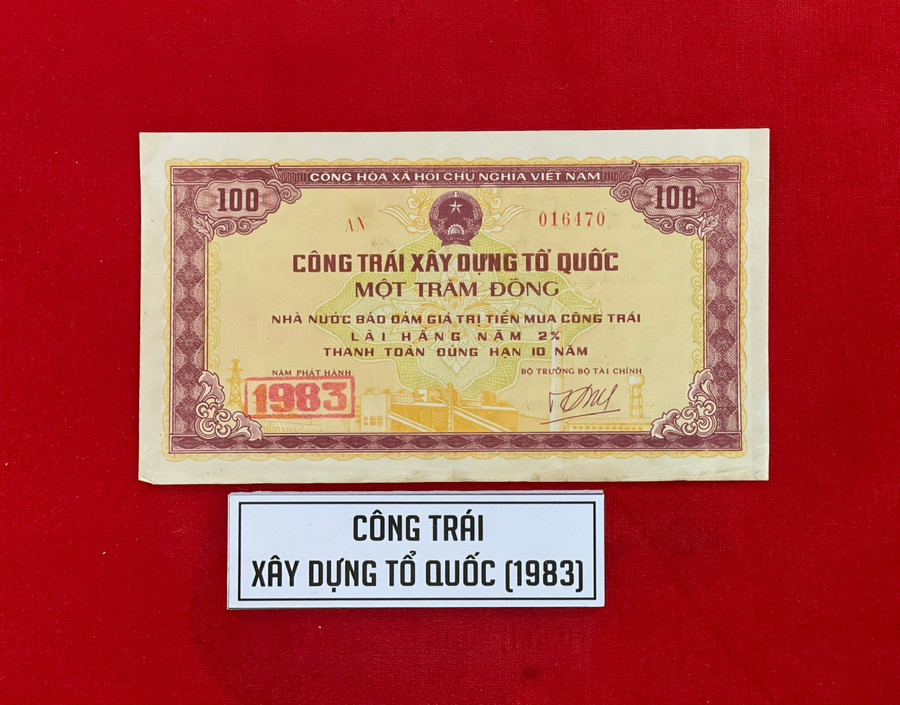 CỘNG HÒA XÃ HỘI CHỦ NGHĨA VIỆT NAM
100
100
AN
016470
CÔNG TRÁI XÂY DỰNG TỔ QUỐC
MỘT TRĂM ĐỒNG
NHÀ NƯỚC BẢO ĐẢM GIÁ TRỊ TIỀN MUA CÔNG TRÁI
LÃI HẰNG NĂM 2%
THANH TOÁN ĐÚNG HẠN 10 NĂM
NĂM PHÁT HÀNH
BỘ TRƯỞNG BỘ TÀI CHÍNH
1983
CÔNG TRÁI
XÂY DỰNG TỔ QUỐC (1983)